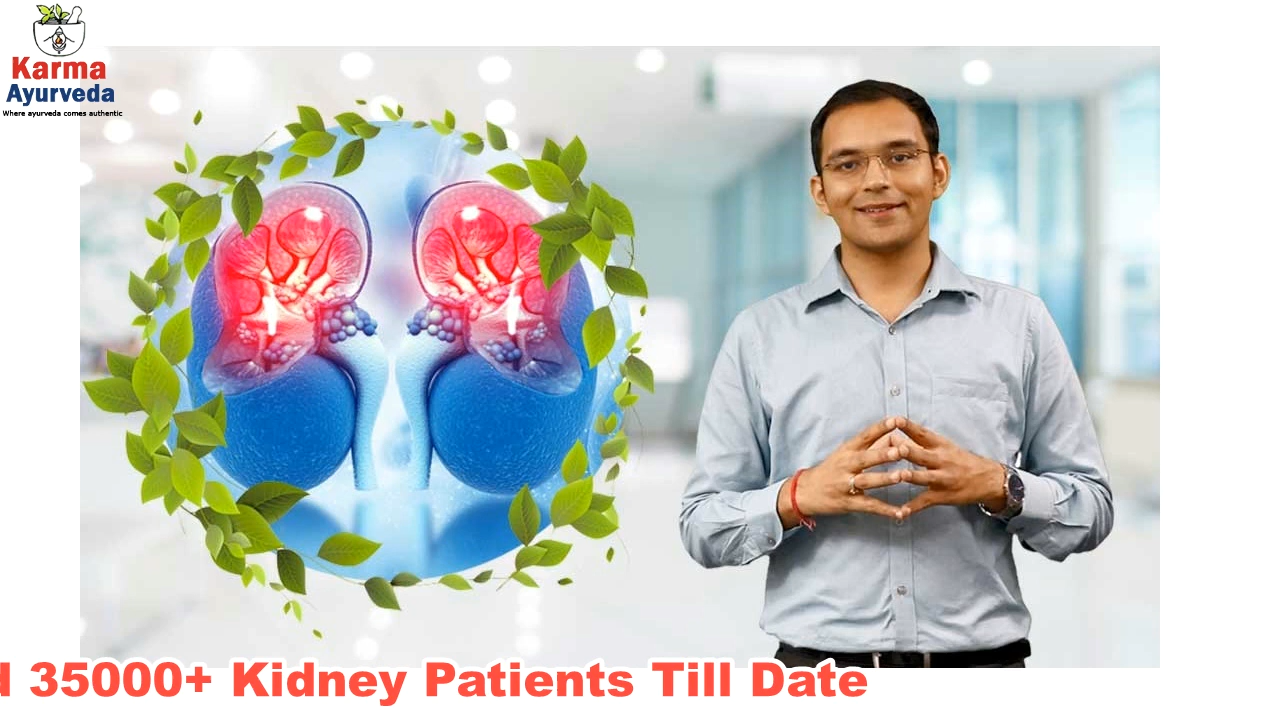 Karma
Ayurveda
Where ayurveda comes authentic
35000+ Kidney Patients Till Date